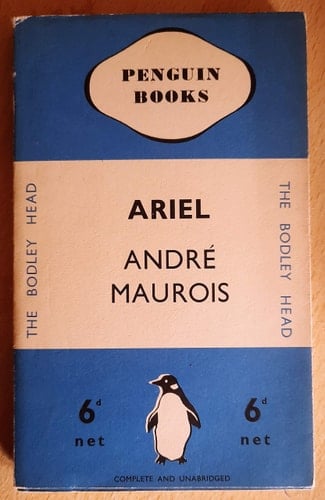 PENGUIN
BOOKS
THE BODLEY HEAD
ARIEL
ANDRÉ
MAUROIS
THE BODLEY HEAD
6d
net
6d
net
COMPLETE AND UNABRIDGED